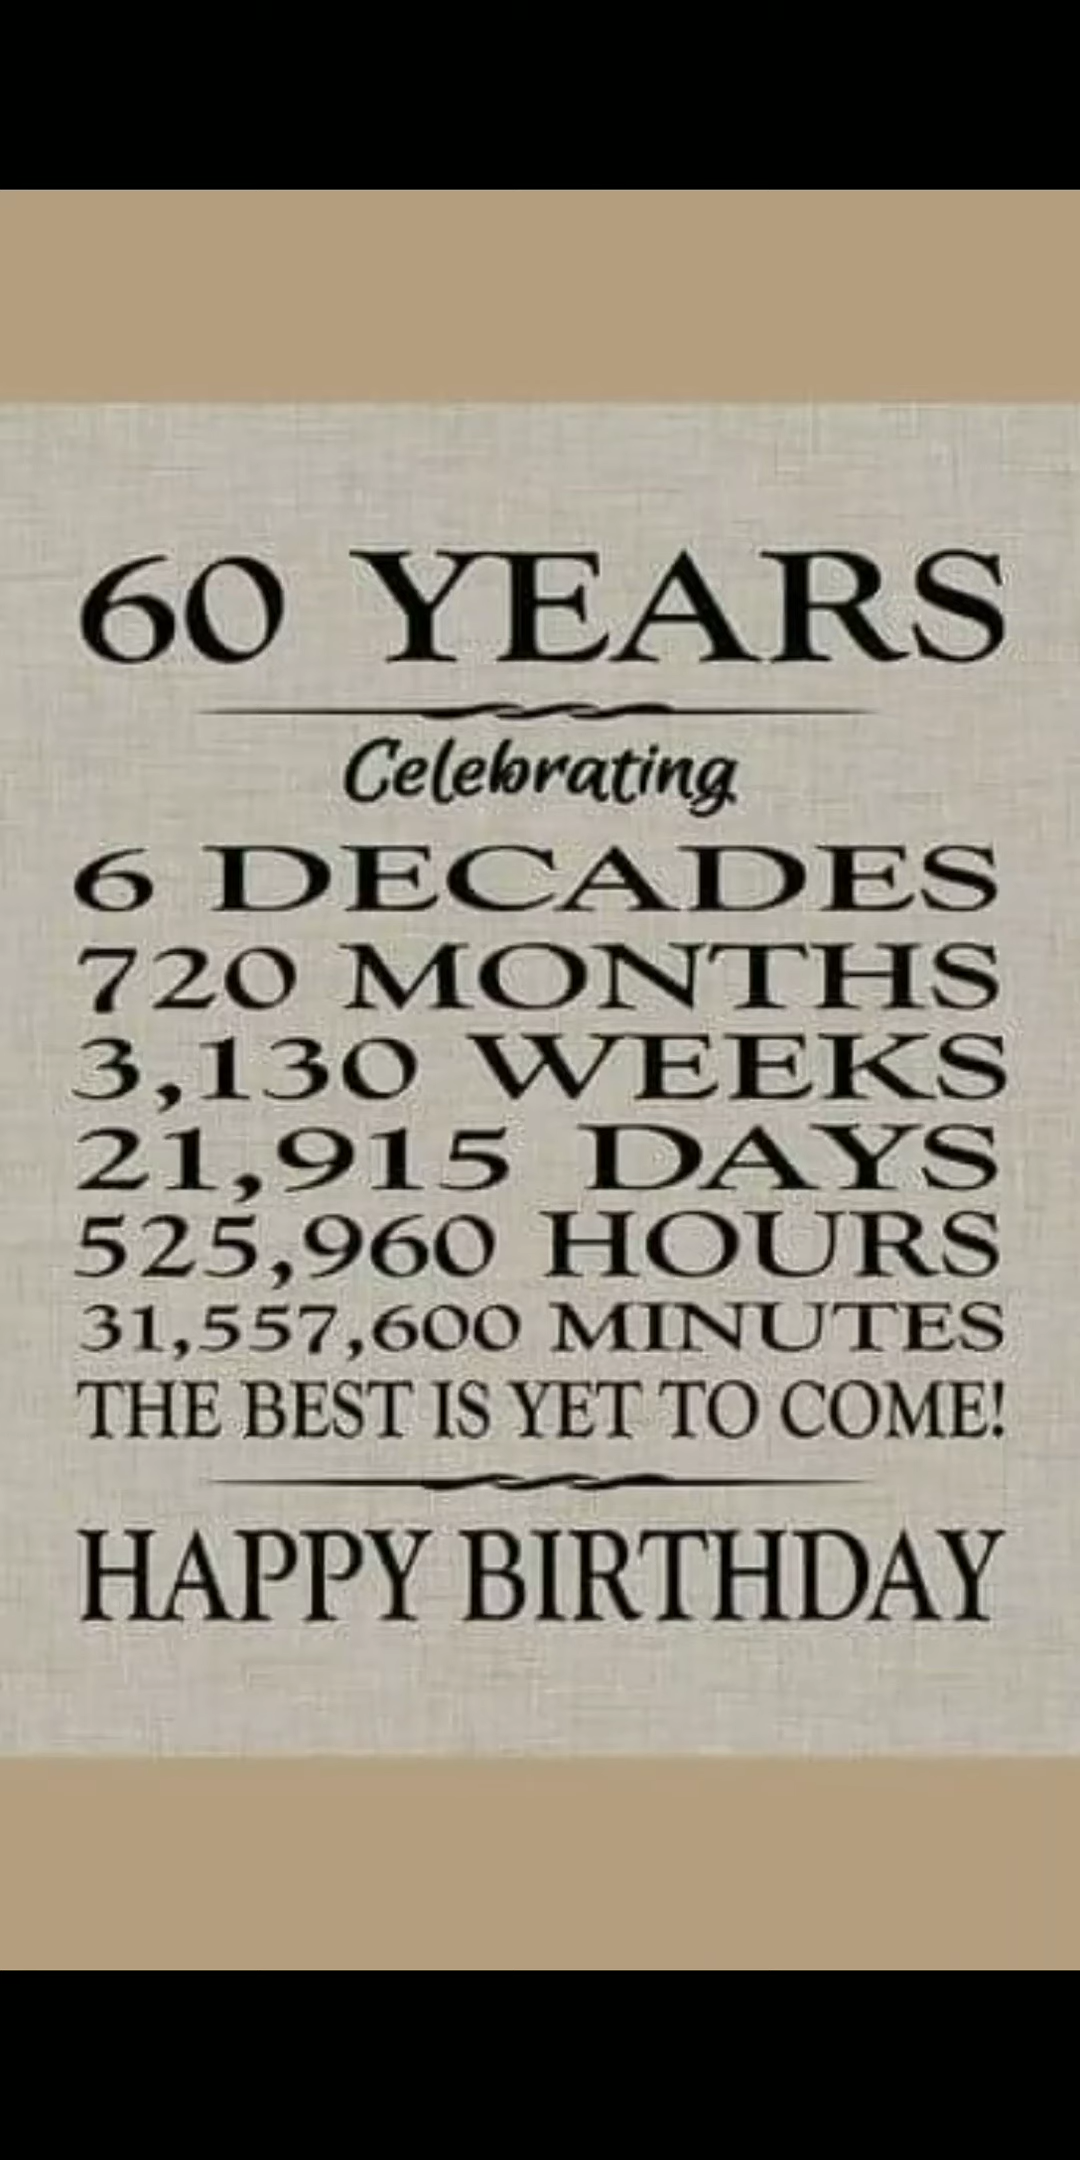 60 YEARS
Celebrating
6 DECADES
720 MONTHS
3,130 WEEKS
21,915 DAYS
525,960 HOURS
31,557,600 MINUTES
THE BEST IS YET TO COME!
HAPPY BIRTHDAY